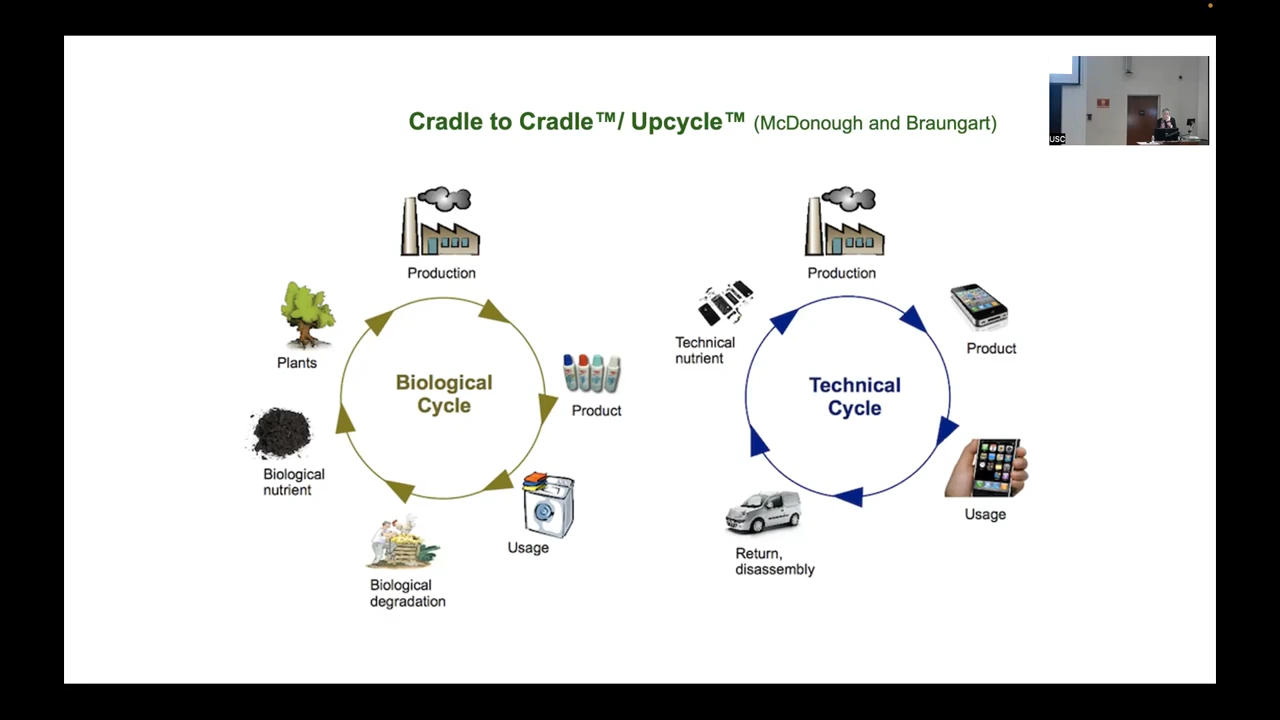 Cradle to Cradle™/ Upcycle™ (McDonough and Braungart)
USC
Production
Plants
Biological
Cycle
Product
Biological
nutrient
Usage
Biological
degradation
Production
Technical
nutrient
Product
Technical
Cycle
Usage
Return,
disassembly